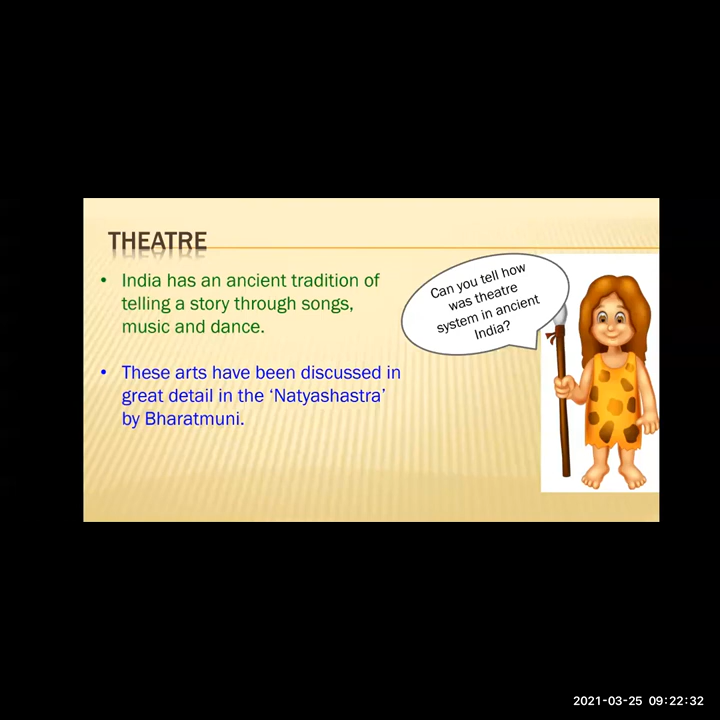 THEATRE
• India has an ancient tradition of
telling a story through songs,
music and dance.
• These arts have been discussed in
great detail in the ‘Natyashastra’
by Bharatmuni.
Can you tell how
was theatre
system in ancient
India?
2021-03-25 09:22:32